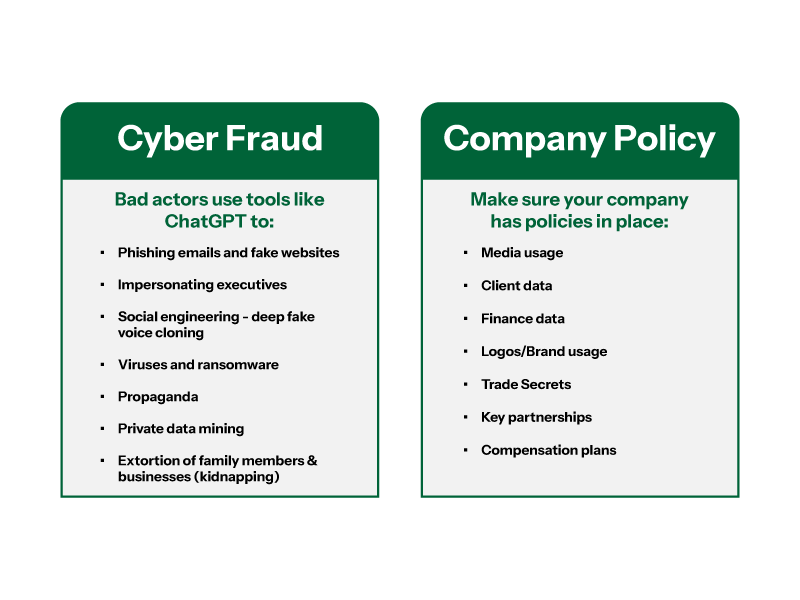 Cyber Fraud
Bad actors use tools like
ChatGPT to:
▪ Phishing emails and fake websites
▪ Impersonating executives
▪ Social engineering - deep fake
voice cloning
▪ Viruses and ransomware
▪ Propaganda
▪ Private data mining
▪ Extortion of family members &
businesses (kidnapping)
Company Policy
Make sure your company
has policies in place:
▪ Media usage
▪ Client data
▪ Finance data
▪ Logos/Brand usage
▪ Trade Secrets
▪ Key partnerships
▪ Compensation plans